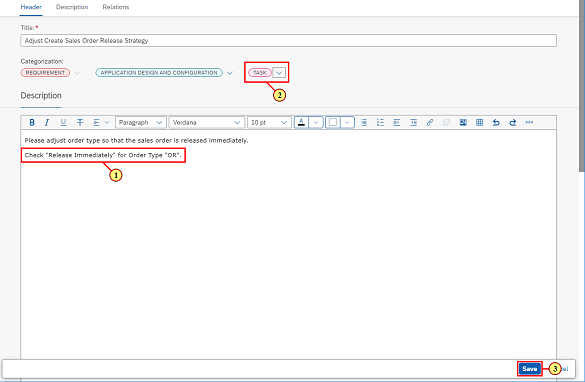 Header Description Relations
Title: *
Adjust Create Sales Order Release Strategy
Categorization:
REQUIREMENT APPLICATION DESIGN AND CONFIGURATION TASK
2
Description
B I U T Paragraph Verdana 10 pt A
Please adjust order type so that the sales order is released immediately.
Check "Release Immediately" for Order Type "OR".
1
Save 3 el